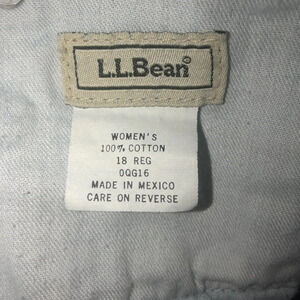 L.L.Bean®
WOMEN'S
100% COTTON
18 REG
0QG16
MADE IN MEXICO
CARE ON REVERSE